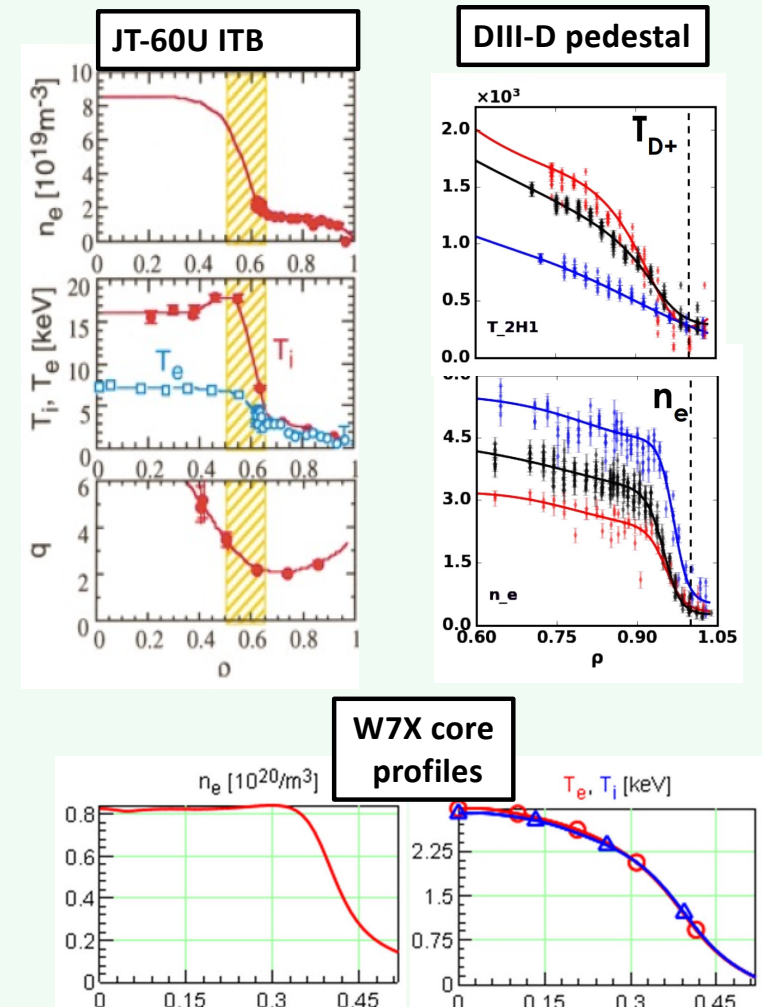 JT-60U ITB
n_e [10^19 m^-3]
10
8
6
4
2
0
0 0.2 0.4 0.6 0.8 1
T_i, T_e [keV]
20
15
10
5
0
T_e
T_i
0 0.2 0.4 0.6 0.8 1
q
6
4
2
0
0 0.2 0.4 0.6 0.8 1
ρ
DIII-D pedestal
×10^3
2.0
1.5
1.0
0.5
0.0
T_D+
T_2H1
4.5
3.0
1.5
0.0
n_e
n_e
0.60 0.75 0.90 1.05
ρ
W7X core
profiles
n_e [10^20/m^3]
0.8
0.6
0.4
0.2
0
0 0.15 0.3 0.45
T_e, T_i [keV]
2.25
1.5
0.75
0
0 0.15 0.3 0.45